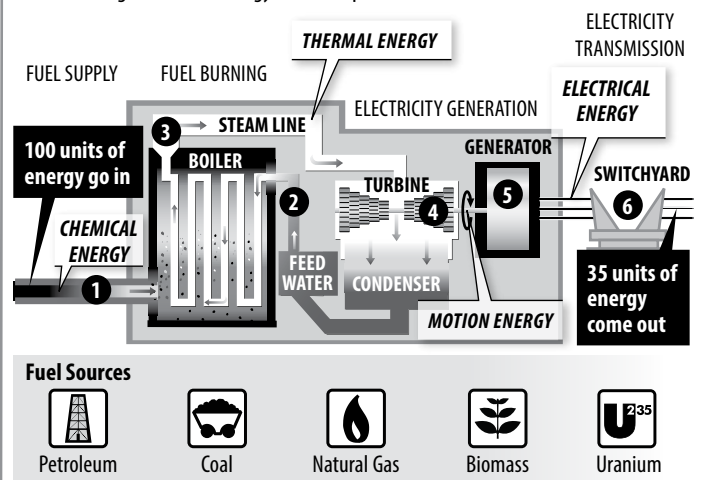 ELECTRICITY
TRANSMISSION
THERMAL ENERGY
FUEL SUPPLY
FUEL BURNING
ELECTRICAL
ENERGY
ELECTRICITY GENERATION
3
STEAM LINE
GENERATOR
100 units of
energy go in
BOILER
SWITCHYARD
TURBINE
2
5
6
4
CHEMICAL
ENERGY
FEED
WATER
CONDENSER
35 units of
energy
come out
1
MOTION ENERGY
Fuel Sources
U235
Petroleum
Coal
Natural Gas
Biomass
Uranium